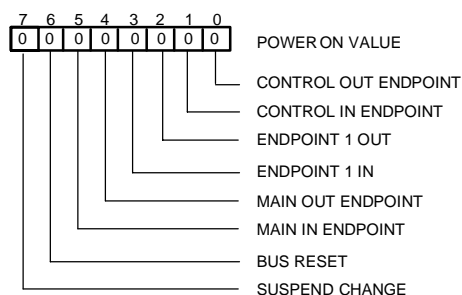 7 6 5 4 3 2 1 0
0 0 0 0 0 0 0 0 POWER ON VALUE
CONTROL OUT ENDPOINT
CONTROL IN ENDPOINT
ENDPOINT 1 OUT
ENDPOINT 1 IN
MAIN OUT ENDPOINT
MAIN IN ENDPOINT
BUS RESET
SUSPEND CHANGE